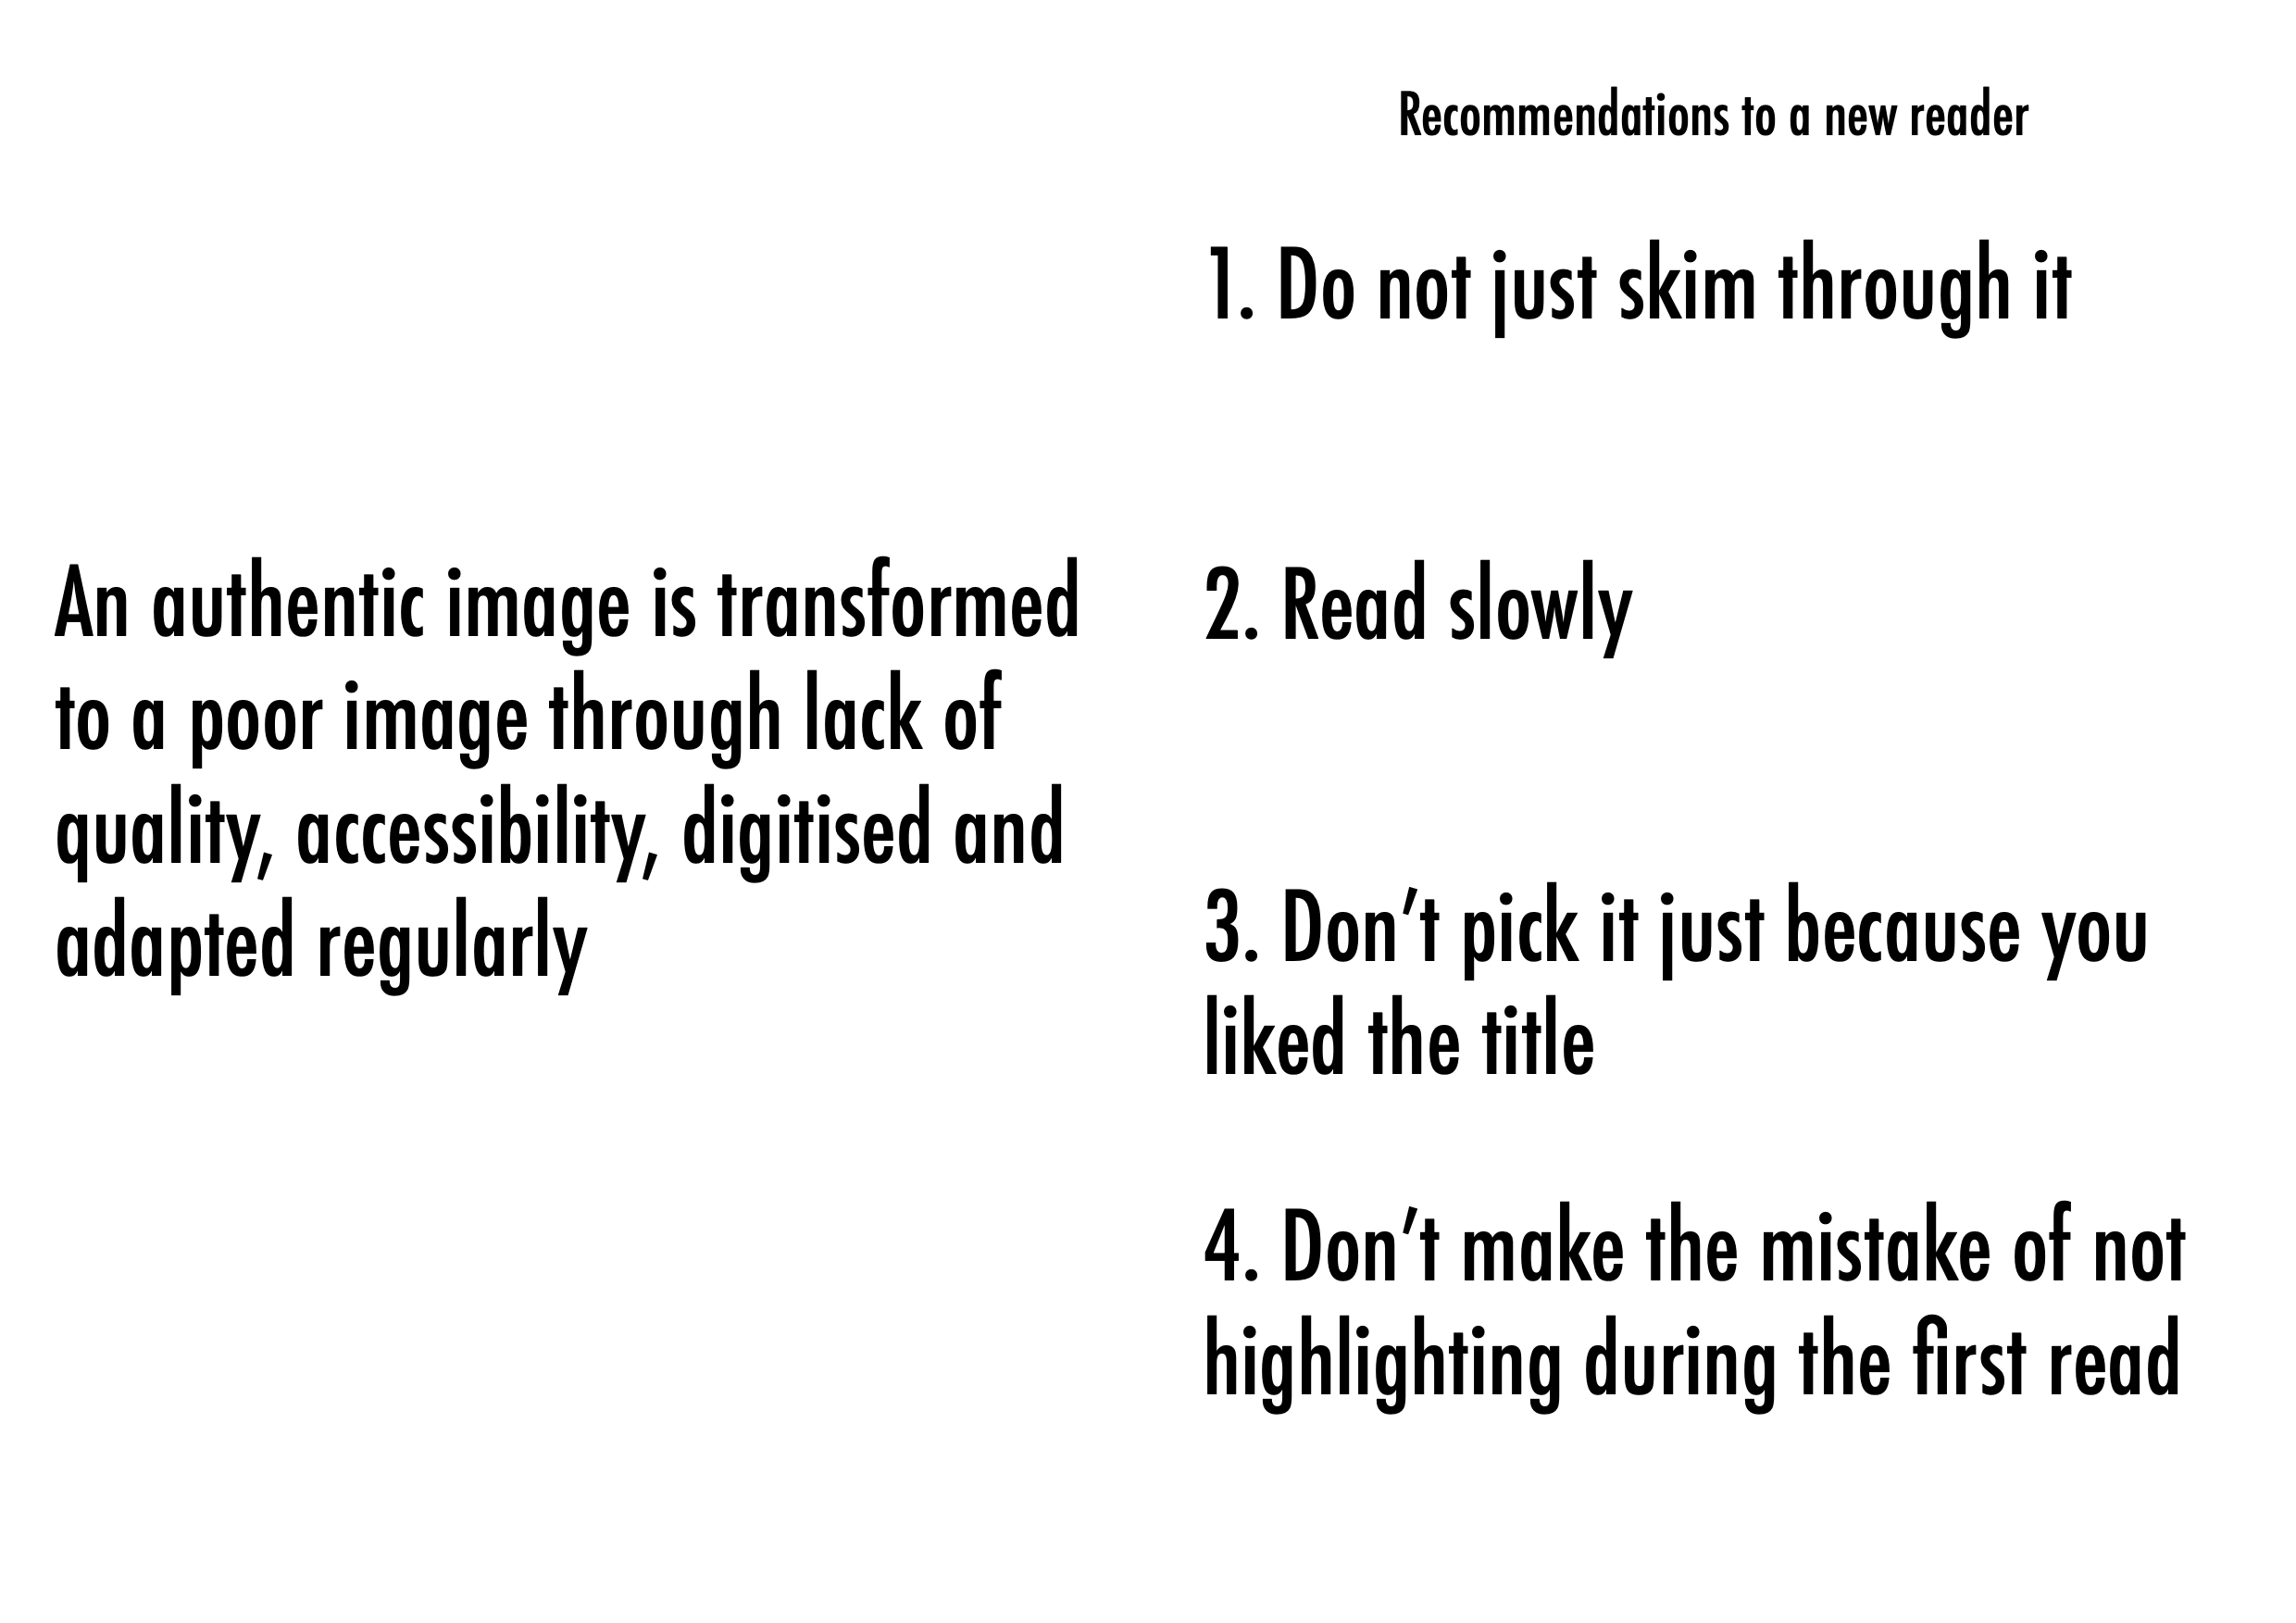 An authentic image is transformed
to a poor image through lack of
quality, accessibility, digitised and
adapted regularly
Recommendations to a new reader
1. Do not just skim through it
2. Read slowly
3. Don’t pick it just because you
liked the title
4. Don’t make the mistake of not
highlighting during the first read